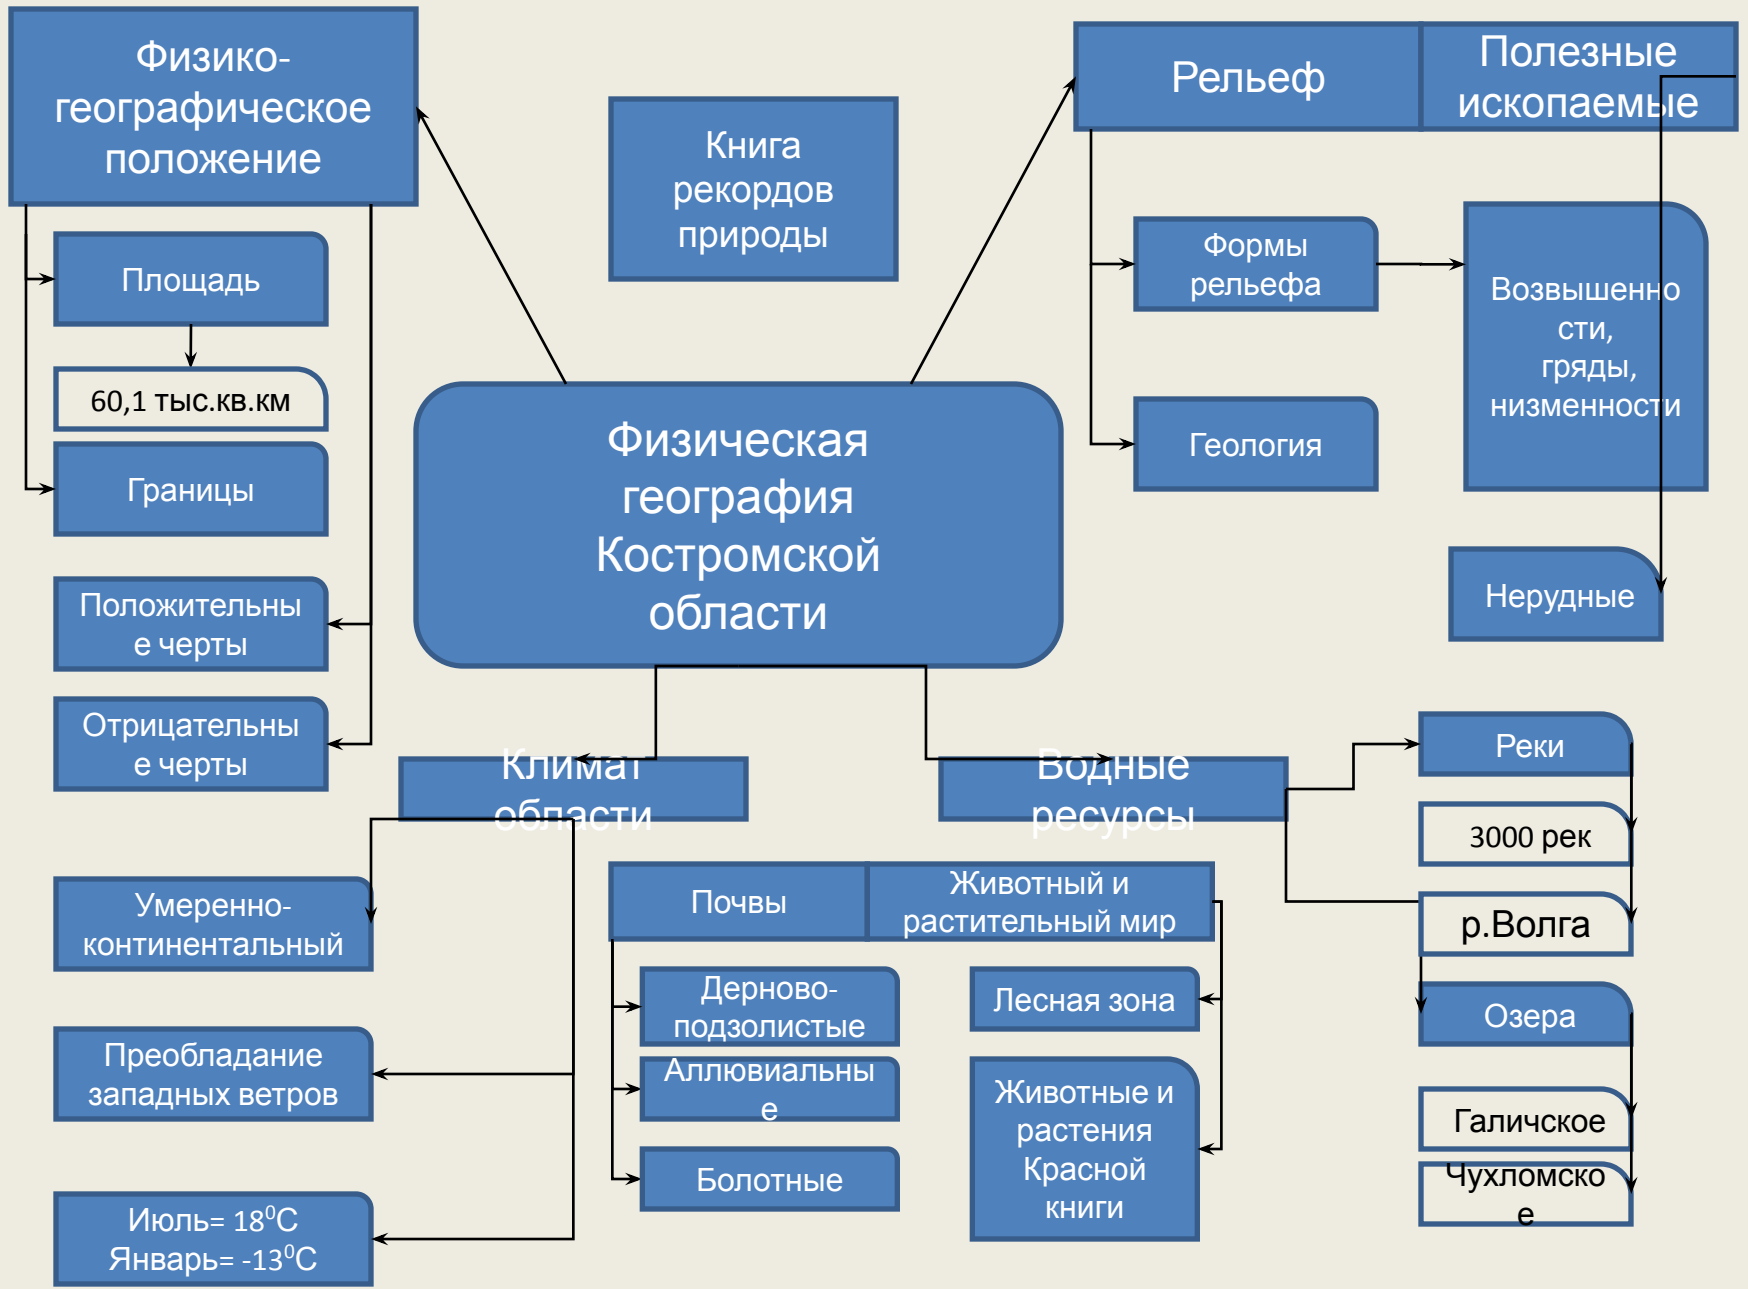 Физико-
географическое
положение
Площадь
60,1 тыс.кв.км
Границы
Положительны
е черты
Отрицательны
е черты
Книга
рекордов
природы
Рельеф
Полезные
ископаемые
Формы
рельефа
Геология
Возвышенно
сти,
гряды,
низменности
Нерудные
Физическая
география
Костромской
области
Климат
области
Умеренно-
континентальный
Преобладание
западных ветров
Июль= 18⁰С
Январь= -13⁰С
Водные
ресурсы
Реки
3000 рек
р.Волга
Озера
Галичское
Чухломско
е
Почвы
Дерново-
подзолистые
Аллювиальны
е
Болотные
Животный и
растительный мир
Лесная зона
Животные и
растения
Красной
книги